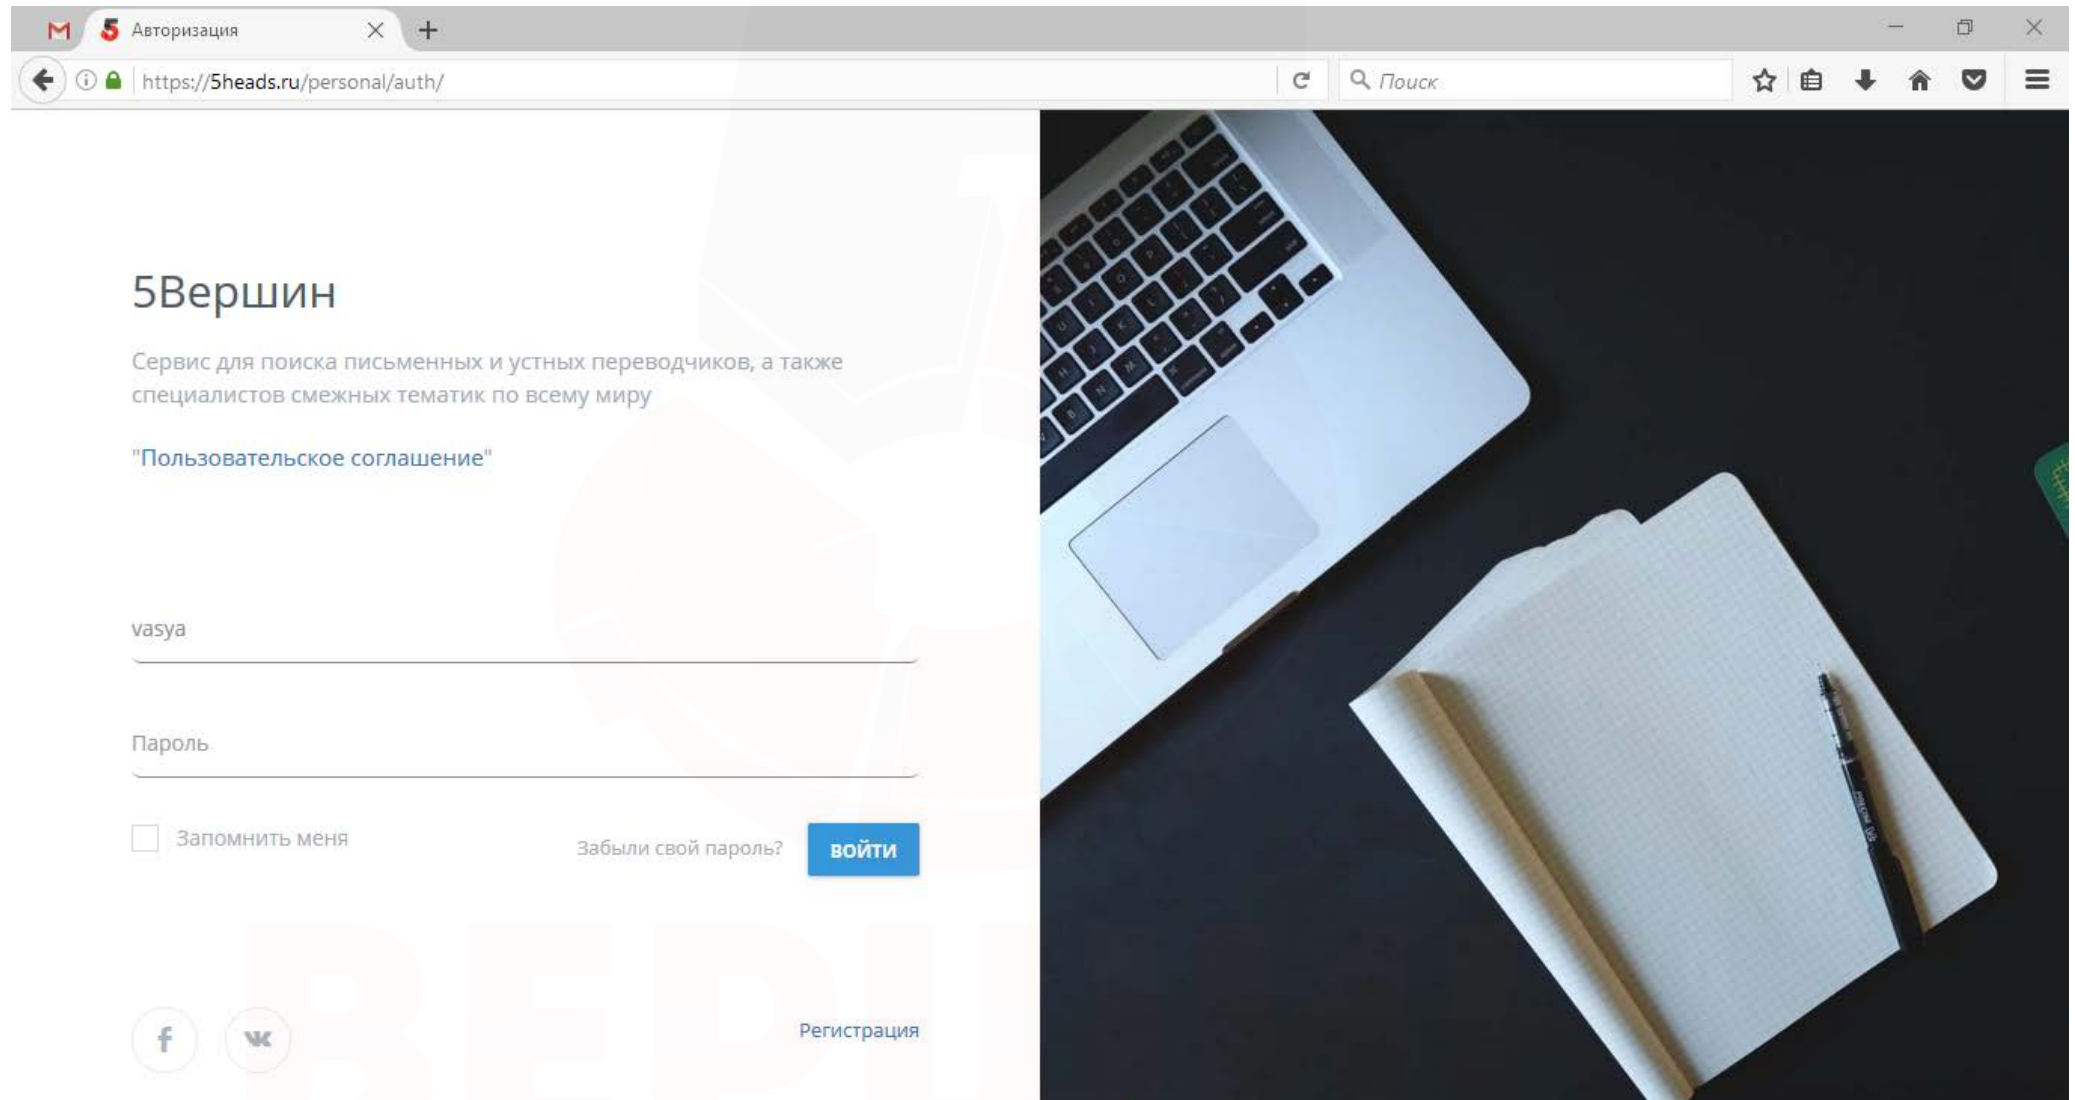 5 Авторизация
https://5heads.ru/personal/auth/
Поиск
5Вершин
Сервис для поиска письменных и устных переводчиков, а также
специалистов смежных тематик по всему миру
"Пользовательское соглашение"
vasya
Пароль
Запомнить меня
Забыли свой пароль?
ВОЙТИ
Регистрация